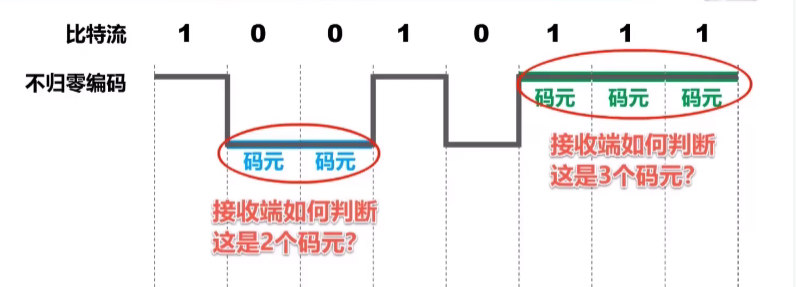 比特流 1 0 0 1 0 1 1 1
不归零编码
码元 码元 码元
码元 码元
接收端如何判断
这是3个码元?
接收端如何判断
这是2个码元?